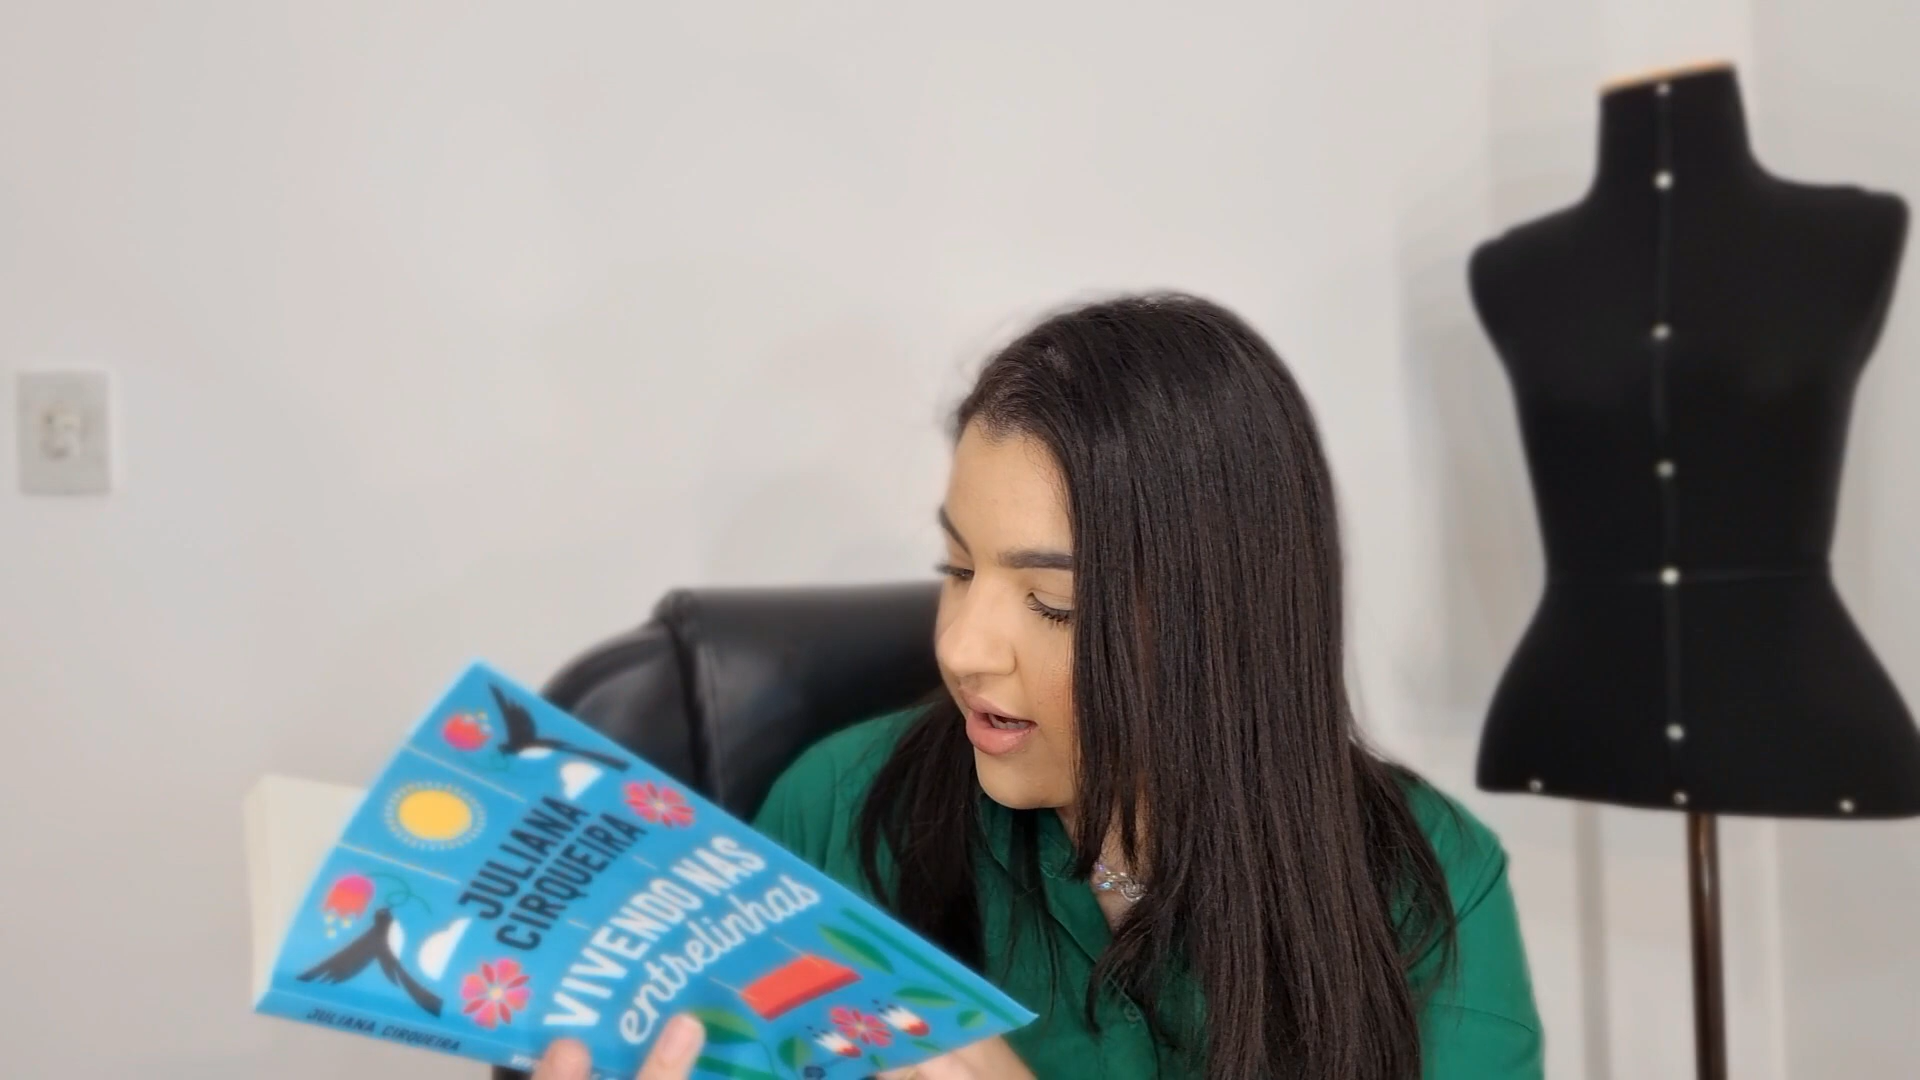 JULIANA
CIRQUEIRA
VIVENDO NAS
entrelinhas
JULIANA CIRQUEIRA